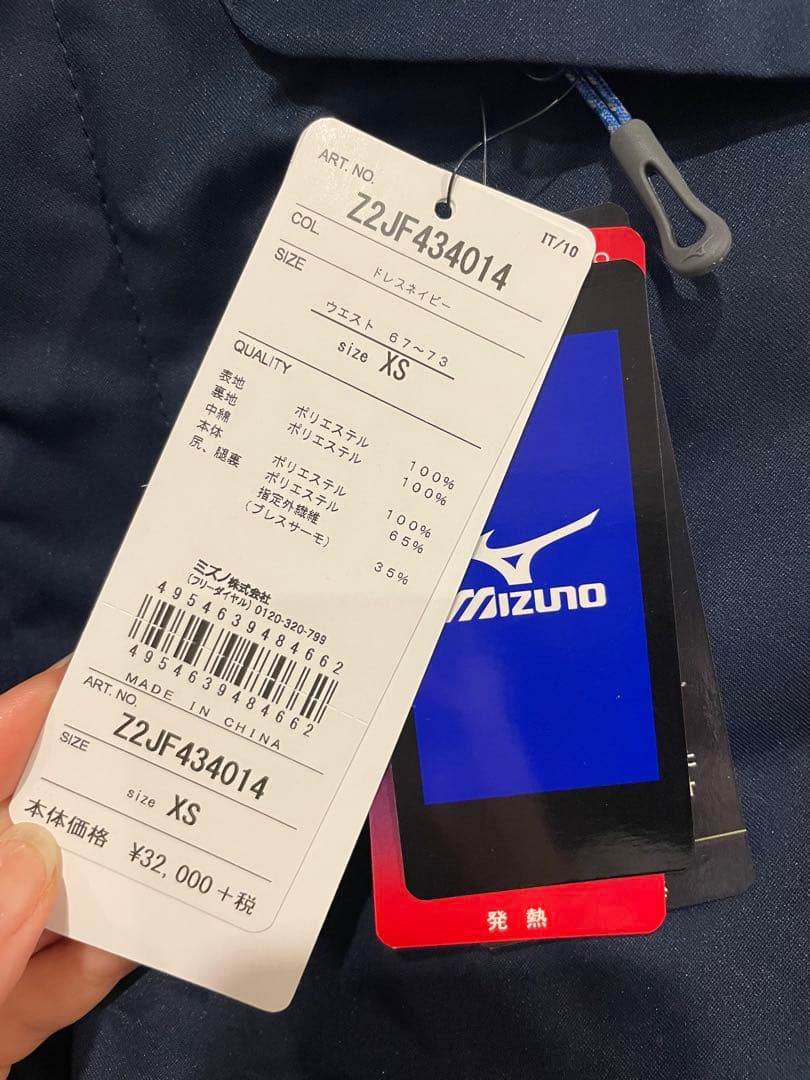 ART. NO.
IT/10
Z2JF434014
COL
ドレスネイビー
SIZE
ウエスト 67～73
size XS
QUALITY
表地 ポリエステル 100%
裏地 ポリエステル 100%
中綿
本体 ポリエステル 100%
尻、腿裏 ポリエステル 65%
指定外繊維
(ブレスサーモ) 35%
ミズノ株式会社
(フリーダイヤル) 0120-320-799
4954639484662
4954639484662
MADE IN CHINA
ART. NO.
Z2JF434014
SIZE
size XS
本体価格 ¥32,000＋税
MIZUNO
発熱